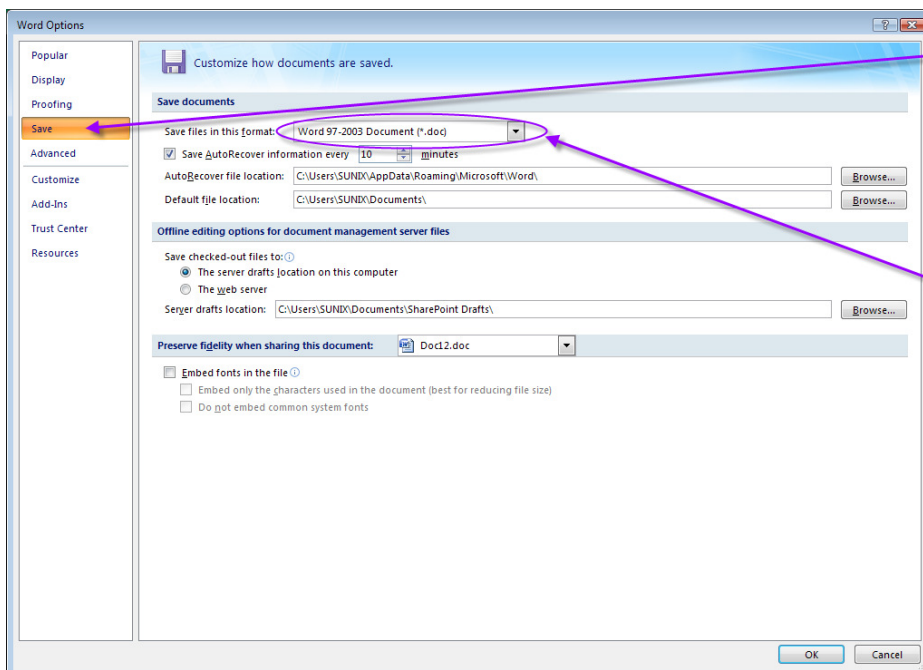 Word Options
Popular
Display
Proofing
Save
Advanced
Customize
Add-Ins
Trust Center
Resources
Customize how documents are saved.
Save documents
Save files in this format: Word 97-2003 Document (*.doc)
Save AutoRecover information every 10 minutes
AutoRecover file location: C:\Users\SUNIX\AppData\Roaming\Microsoft\Word\ Browse...
Default file location: C:\Users\SUNIX\Documents\ Browse...
Offline editing options for document management server files
Save checked-out files to:
The server drafts location on this computer
The web server
Server drafts location: C:\Users\SUNIX\Documents\SharePoint Drafts\ Browse...
Preserve fidelity when sharing this document: Doc12.doc
Embed fonts in the file
Embed only the characters used in the document (best for reducing file size)
Do not embed common system fonts
OK Cancel